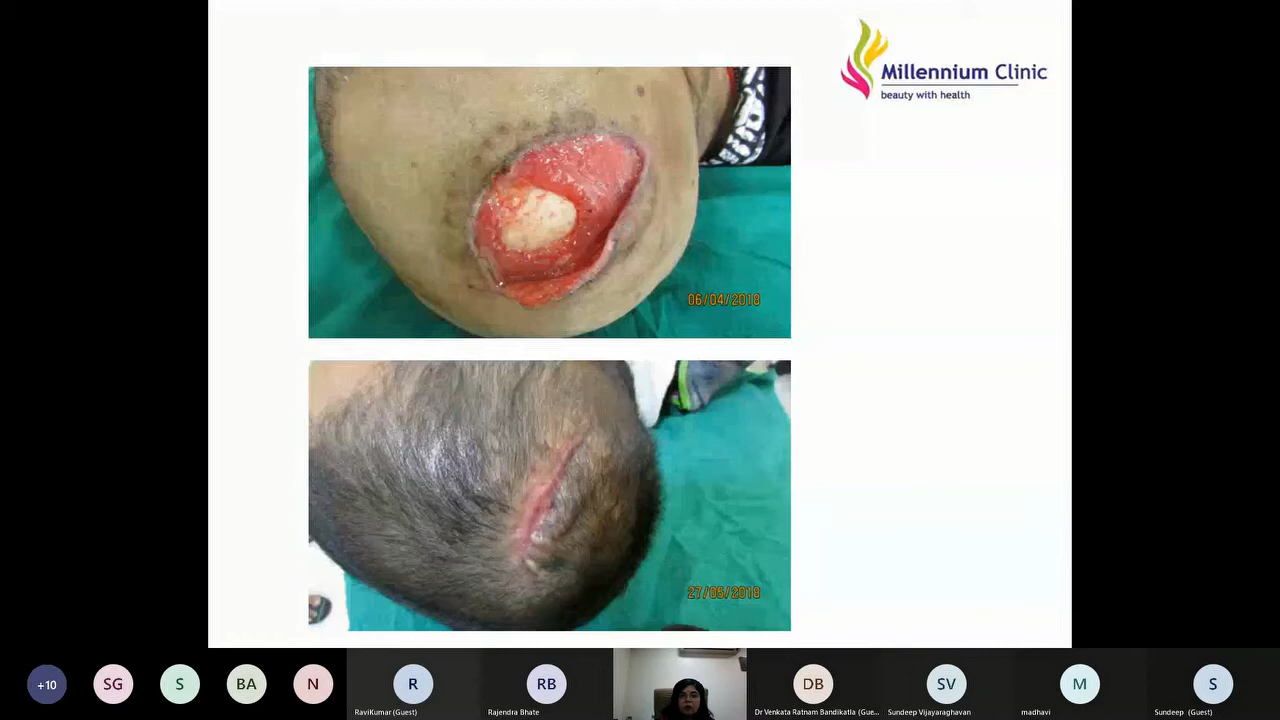 Millennium Clinic
beauty with health
06/04/2018
27/05/2018
+10
SG
S
BA
N
R
RB
DB
SV
M
S
RaviKumar (Guest)
Rajendra Bhate
Dr Venkata Ratnam Bandikatla (Gue...
Sundeep Vijayaraghavan
madhavi
Sundeep (Guest)